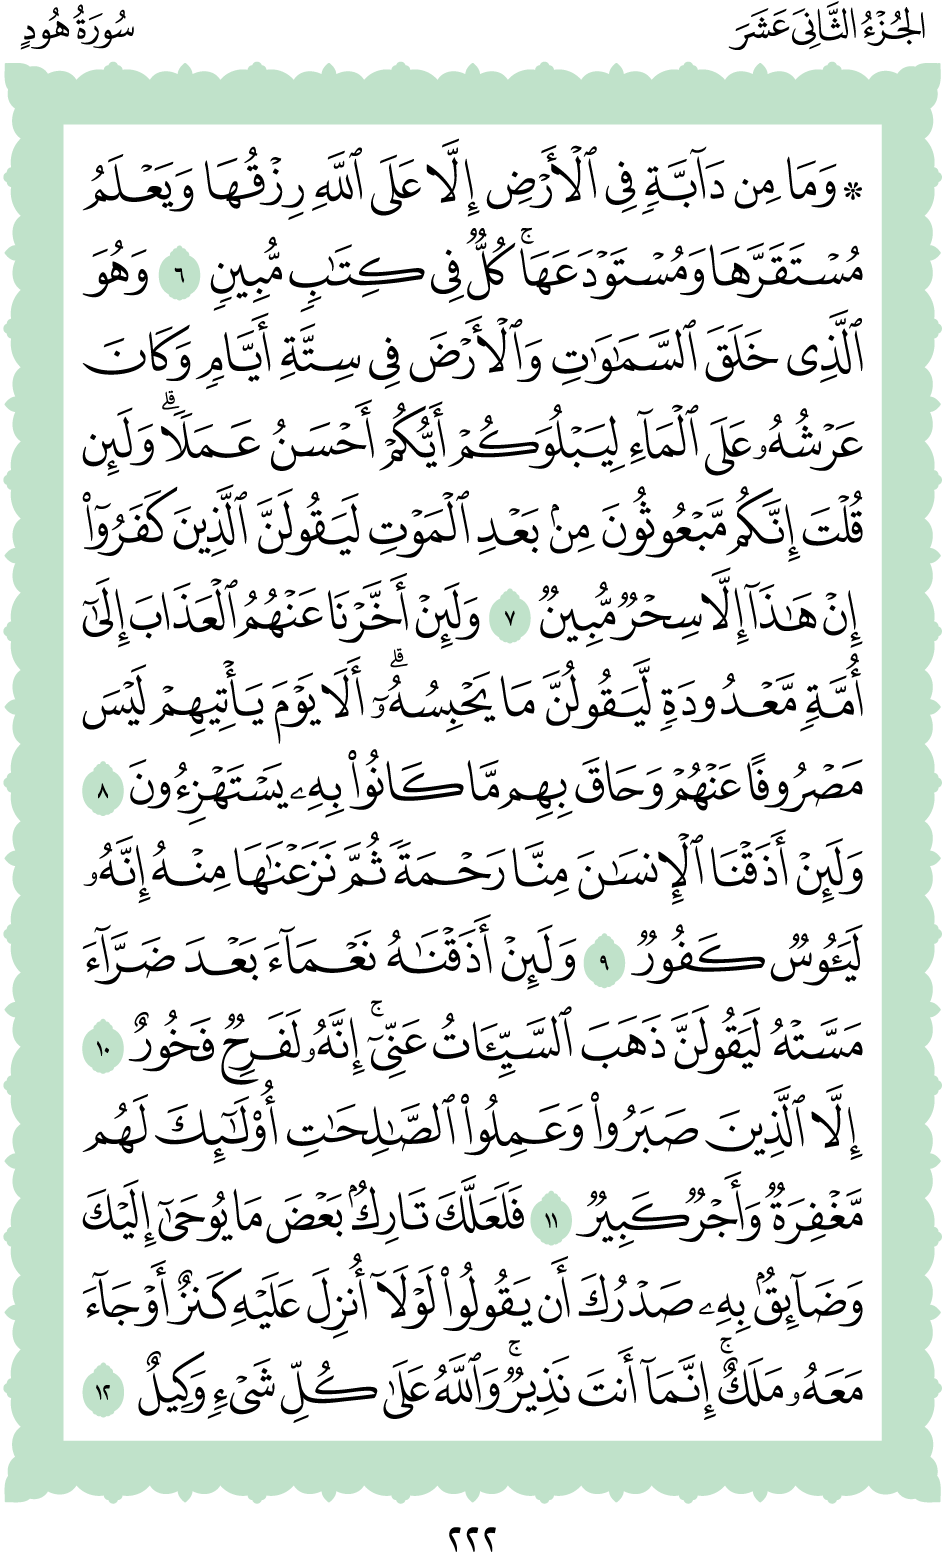 الجُزْءُ الثَّانِيَ عَشَرَ
سُورَةُ هُودٍ
۞ وَمَا مِن دَآبَّةٍ فِي ٱلْأَرْضِ إِلَّا عَلَى ٱللَّهِ رِزْقُهَا وَيَعْلَمُ
مُسْتَقَرَّهَا وَمُسْتَوْدَعَهَاۚ كُلٌّ فِي كِتَٰبٍ مُّبِينٍ ٦ وَهُوَ
ٱلَّذِي خَلَقَ ٱلسَّمَٰوَٰتِ وَٱلْأَرْضَ فِي سِتَّةِ أَيَّامٍ وَكَانَ
عَرْشُهُۥ عَلَى ٱلْمَآءِ لِيَبْلُوَكُمْ أَيُّكُمْ أَحْسَنُ عَمَلًاۗ وَلَئِن
قُلْتَ إِنَّكُم مَّبْعُوثُونَ مِنۢ بَعْدِ ٱلْمَوْتِ لَيَقُولَنَّ ٱلَّذِينَ كَفَرُوٓا۟
إِنْ هَٰذَآ إِلَّا سِحْرٌ مُّبِينٌ ٧ وَلَئِنْ أَخَّرْنَا عَنْهُمُ ٱلْعَذَابَ إِلَىٰٓ
أُمَّةٍ مَّعْدُودَةٍ لَّيَقُولُنَّ مَا يَحْبِسُهُۥٓۗ أَلَا يَوْمَ يَأْتِيهِمْ لَيْسَ
مَصْرُوفًا عَنْهُمْ وَحَاقَ بِهِم مَّا كَانُوا۟ بِهِۦ يَسْتَهْزِءُونَ ٨
وَلَئِنْ أَذَقْنَا ٱلْإِنسَٰنَ مِنَّا رَحْمَةً ثُمَّ نَزَعْنَٰهَا مِنْهُ إِنَّهُۥ
لَيَـُٔوسٌ كَفُورٌ ٩ وَلَئِنْ أَذَقْنَٰهُ نَعْمَآءَ بَعْدَ ضَرَّآءَ
مَسَّتْهُ لَيَقُولَنَّ ذَهَبَ ٱلسَّيِّـَٔاتُ عَنِّيٓۚ إِنَّهُۥ لَفَرِحٌ فَخُورٌ ١٠
إِلَّا ٱلَّذِينَ صَبَرُوا۟ وَعَمِلُوا۟ ٱلصَّٰلِحَٰتِ أُو۟لَٰٓئِكَ لَهُم
مَّغْفِرَةٌ وَأَجْرٌ كَبِيرٌ ١١ فَلَعَلَّكَ تَارِكٌۢ بَعْضَ مَا يُوحَىٰٓ إِلَيْكَ
وَضَآئِقٌۢ بِهِۦ صَدْرُكَ أَن يَقُولُوا۟ لَوْلَآ أُنزِلَ عَلَيْهِ كَنزٌ أَوْ جَآءَ
مَعَهُۥ مَلَكٌۚ إِنَّمَآ أَنتَ نَذِيرٌۚ وَٱللَّهُ عَلَىٰ كُلِّ شَيْءٍ وَكِيلٌ ١٢
٢٢٢